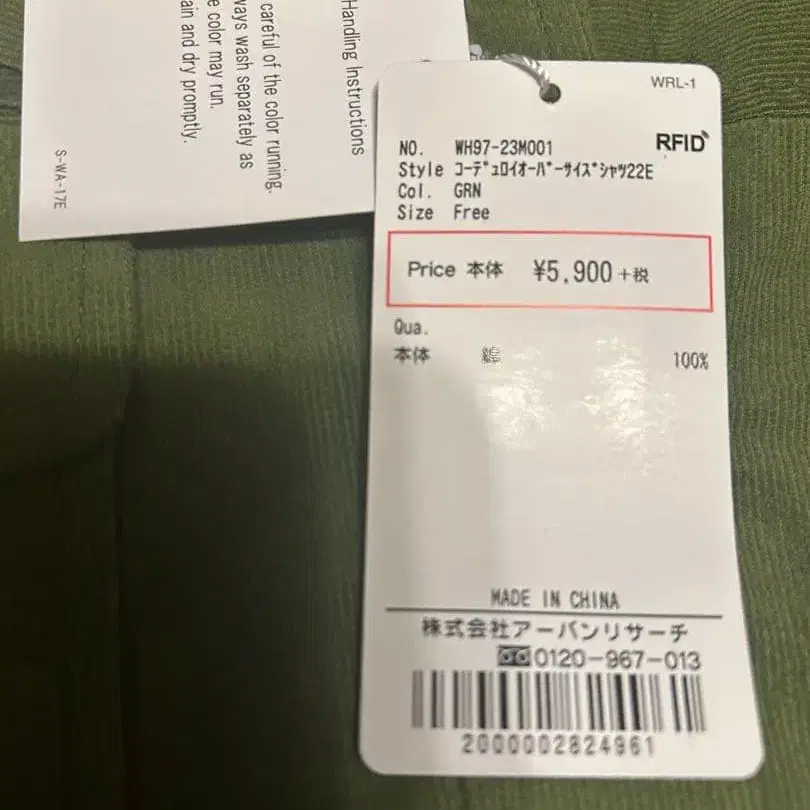 Handling Instructions
careful of the color running.
ways wash separately as
e color may run.
ain and dry promptly.
S-WA-17E
WRL-1
RFID
NO. WH97-23M001
Style コーデュロイオーバーサイズシャツ22E
Col. GRN
Size Free
Price 本体 ¥5,900+税
Qua.
本体 綿 100%
MADE IN CHINA
株式会社アーバンリサーチ
0120-967-013
2000002824961